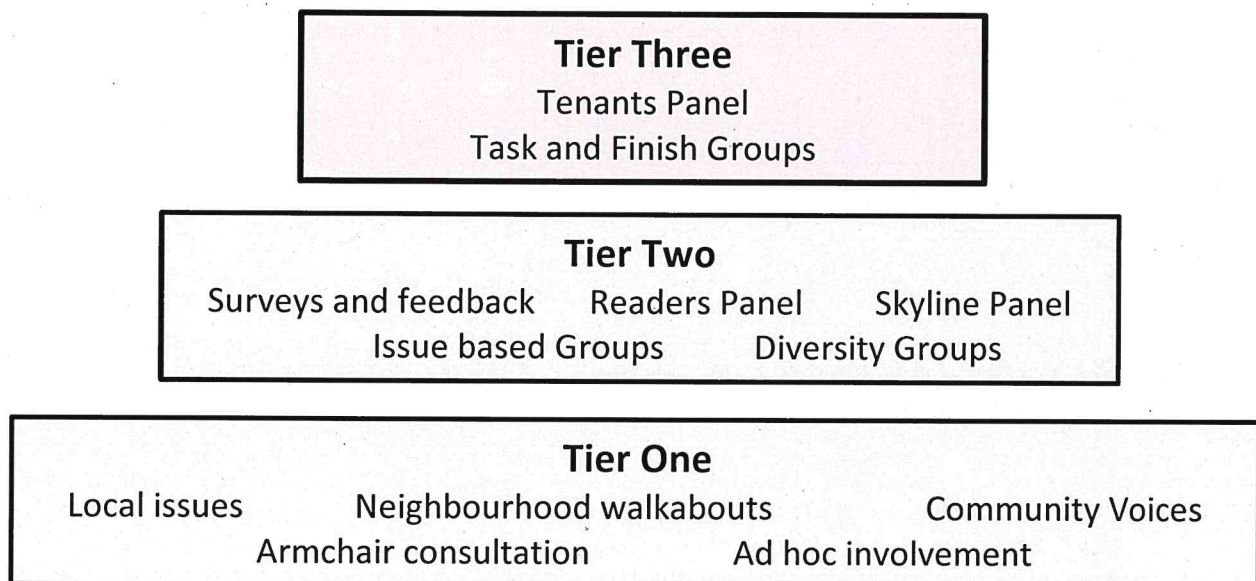 Tier Three
Tenants Panel
Task and Finish Groups
Tier Two
Surveys and feedback Readers Panel Skyline Panel
Issue based Groups Diversity Groups
Tier One
Local issues Neighbourhood walkabouts Community Voices
Armchair consultation Ad hoc involvement